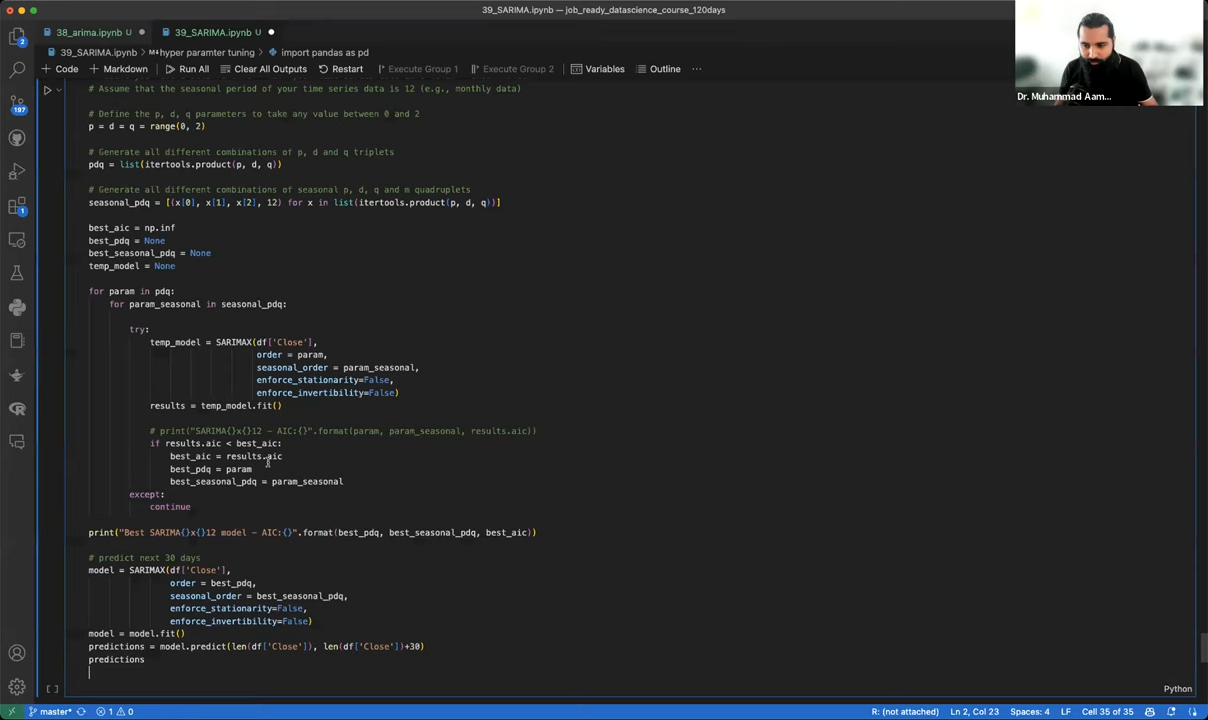 39_SARIMA.ipynb — job_ready_datascience_course_120days
38_arima.ipynb U
39_SARIMA.ipynb U
39_SARIMA.ipynb > M↓ hyper paramter tuning > import pandas as pd
+ Code + Markdown Run All Clear All Outputs Restart Execute Group 1 Execute Group 2 Variables Outline ...
Dr. Muhammad Aam...
# Assume that the seasonal period of your time series data is 12 (e.g., monthly data)
# Define the p, d, q parameters to take any value between 0 and 2
p = d = q = range(0, 2)
# Generate all different combinations of p, d and q triplets
pdq = list(itertools.product(p, d, q))
# Generate all different combinations of seasonal p, d, q and m quadruplets
seasonal_pdq = [(x[0], x[1], x[2], 12) for x in list(itertools.product(p, d, q))]
best_aic = np.inf
best_pdq = None
best_seasonal_pdq = None
temp_model = None
for param in pdq:
for param_seasonal in seasonal_pdq:
try:
temp_model = SARIMAX(df['Close'],
order = param,
seasonal_order = param_seasonal,
enforce_stationarity=False,
enforce_invertibility=False)
results = temp_model.fit()
# print("SARIMA{}x{}12 - AIC:{}".format(param, param_seasonal, results.aic))
if results.aic < best_aic:
best_aic = results.aic
best_pdq = param
best_seasonal_pdq = param_seasonal
except:
continue
print("Best SARIMA{}x{}12 model - AIC:{}".format(best_pdq, best_seasonal_pdq, best_aic))
# predict next 30 days
model = SARIMAX(df['Close'],
order = best_pdq,
seasonal_order = best_seasonal_pdq,
enforce_stationarity=False,
enforce_invertibility=False)
model = model.fit()
predictions = model.predict(len(df['Close']), len(df['Close'])+30)
predictions
[ ]
Python
2
197
1
master* 1 0 R: (not attached) Ln 2, Col 23 Spaces: 4 LF Cell 35 of 35